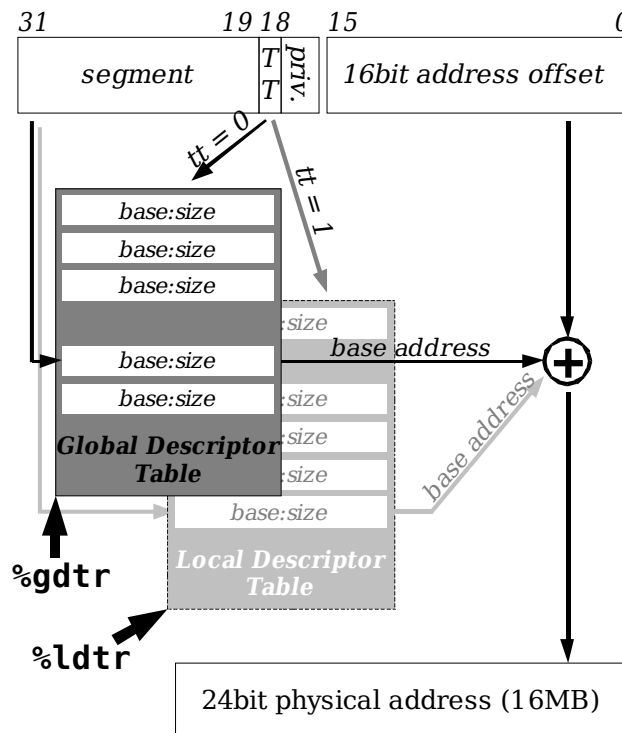 31 19 18 15 0
segment T T priv. 16bit address offset
tt = 0
tt = 1
base:size
base:size
base:size
size
base address
base:size
base:size
size
size
size
base:size
base address
Global Descriptor
Table
Local Descriptor
Table
%gdtr
%ldtr
24bit physical address (16MB)